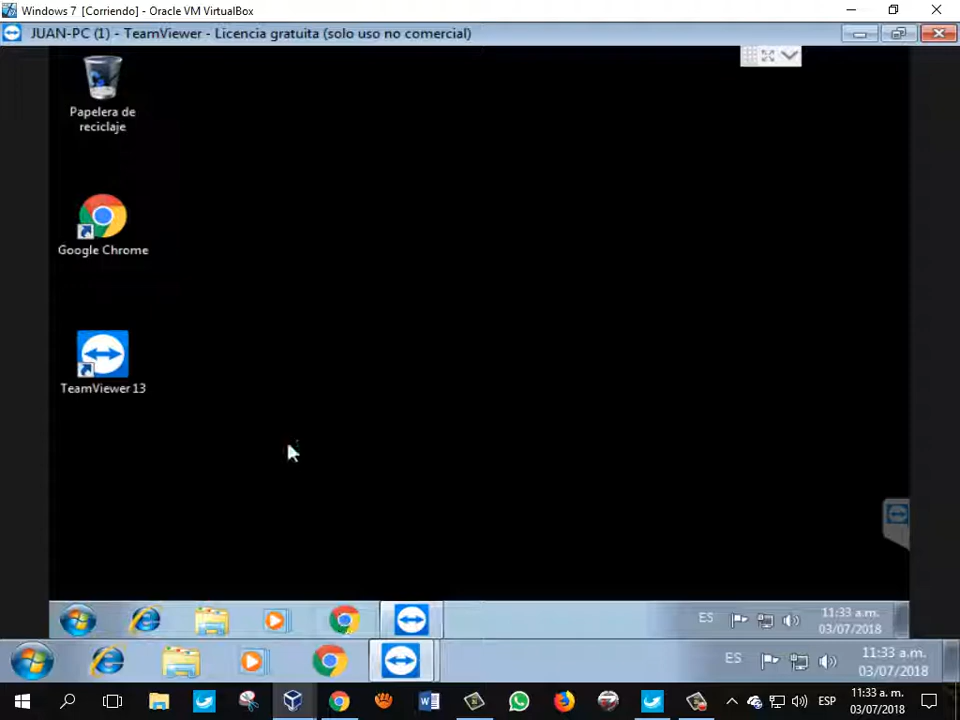 Windows 7 [Corriendo] - Oracle VM VirtualBox
JUAN-PC (1) - TeamViewer - Licencia gratuita (solo uso no comercial)
Papelera de
reciclaje
Google Chrome
TeamViewer 13
ES
11:33 a.m.
03/07/2018
ES
11:33 a.m.
03/07/2018
ESP
11:33 a. m.
03/07/2018